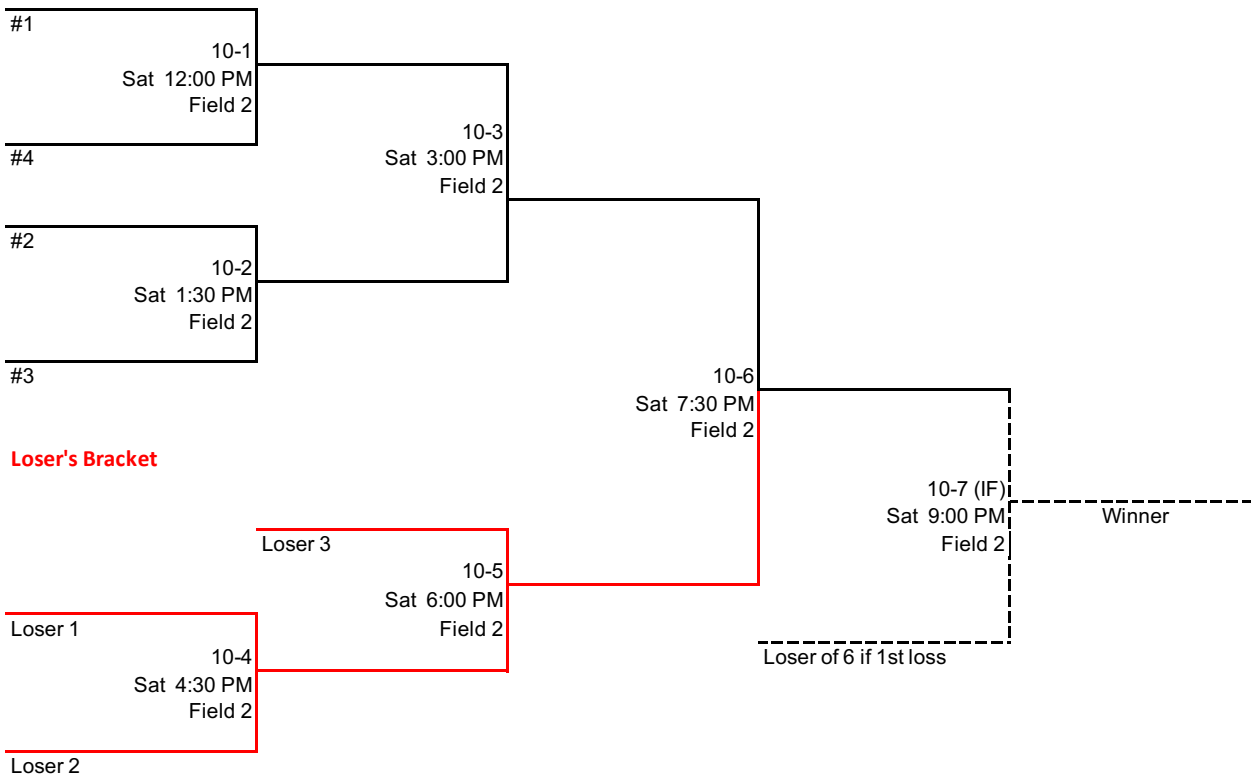 #1
10-1
Sat 12:00 PM
Field 2
#4
10-3
Sat 3:00 PM
Field 2
#2
10-2
Sat 1:30 PM
Field 2
#3
10-6
Sat 7:30 PM
Field 2
Loser's Bracket
10-7 (IF)
Sat 9:00 PM
Field 2
Winner
Loser 3
10-5
Sat 6:00 PM
Field 2
Loser 1
10-4
Sat 4:30 PM
Field 2
Loser of 6 if 1st loss
Loser 2